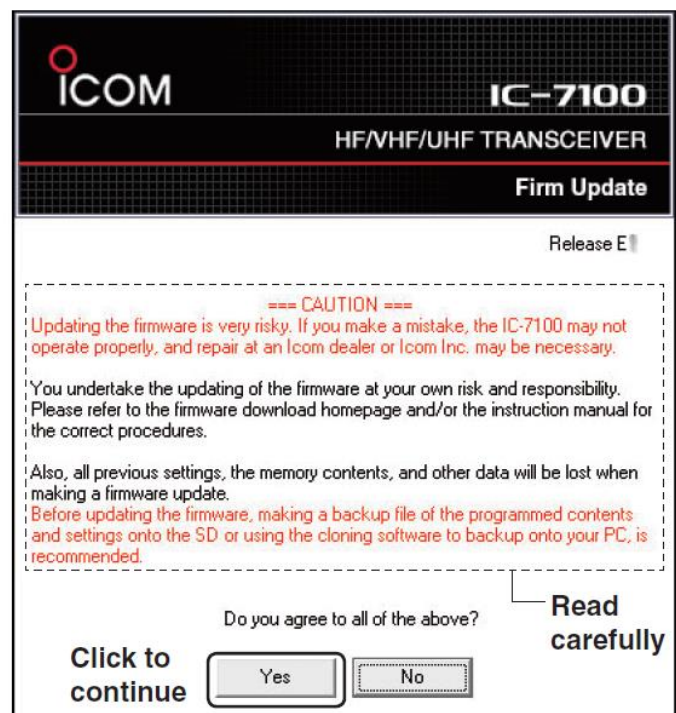 ICOM
IC-7100
HF/VHF/UHF TRANSCEIVER
Firm Update
Release E
=== CAUTION ===
Updating the firmware is very risky. If you make a mistake, the IC-7100 may not
operate properly, and repair at an Icom dealer or Icom Inc. may be necessary.
You undertake the updating of the firmware at your own risk and responsibility.
Please refer to the firmware download homepage and/or the instruction manual for
the correct procedures.
Also, all previous settings, the memory contents, and other data will be lost when
making a firmware update.
Before updating the firmware, making a backup file of the programmed contents
and settings onto the SD or using the cloning software to backup onto your PC, is
recommended.
Do you agree to all of the above?
Read
carefully
Click to
continue
Yes
No